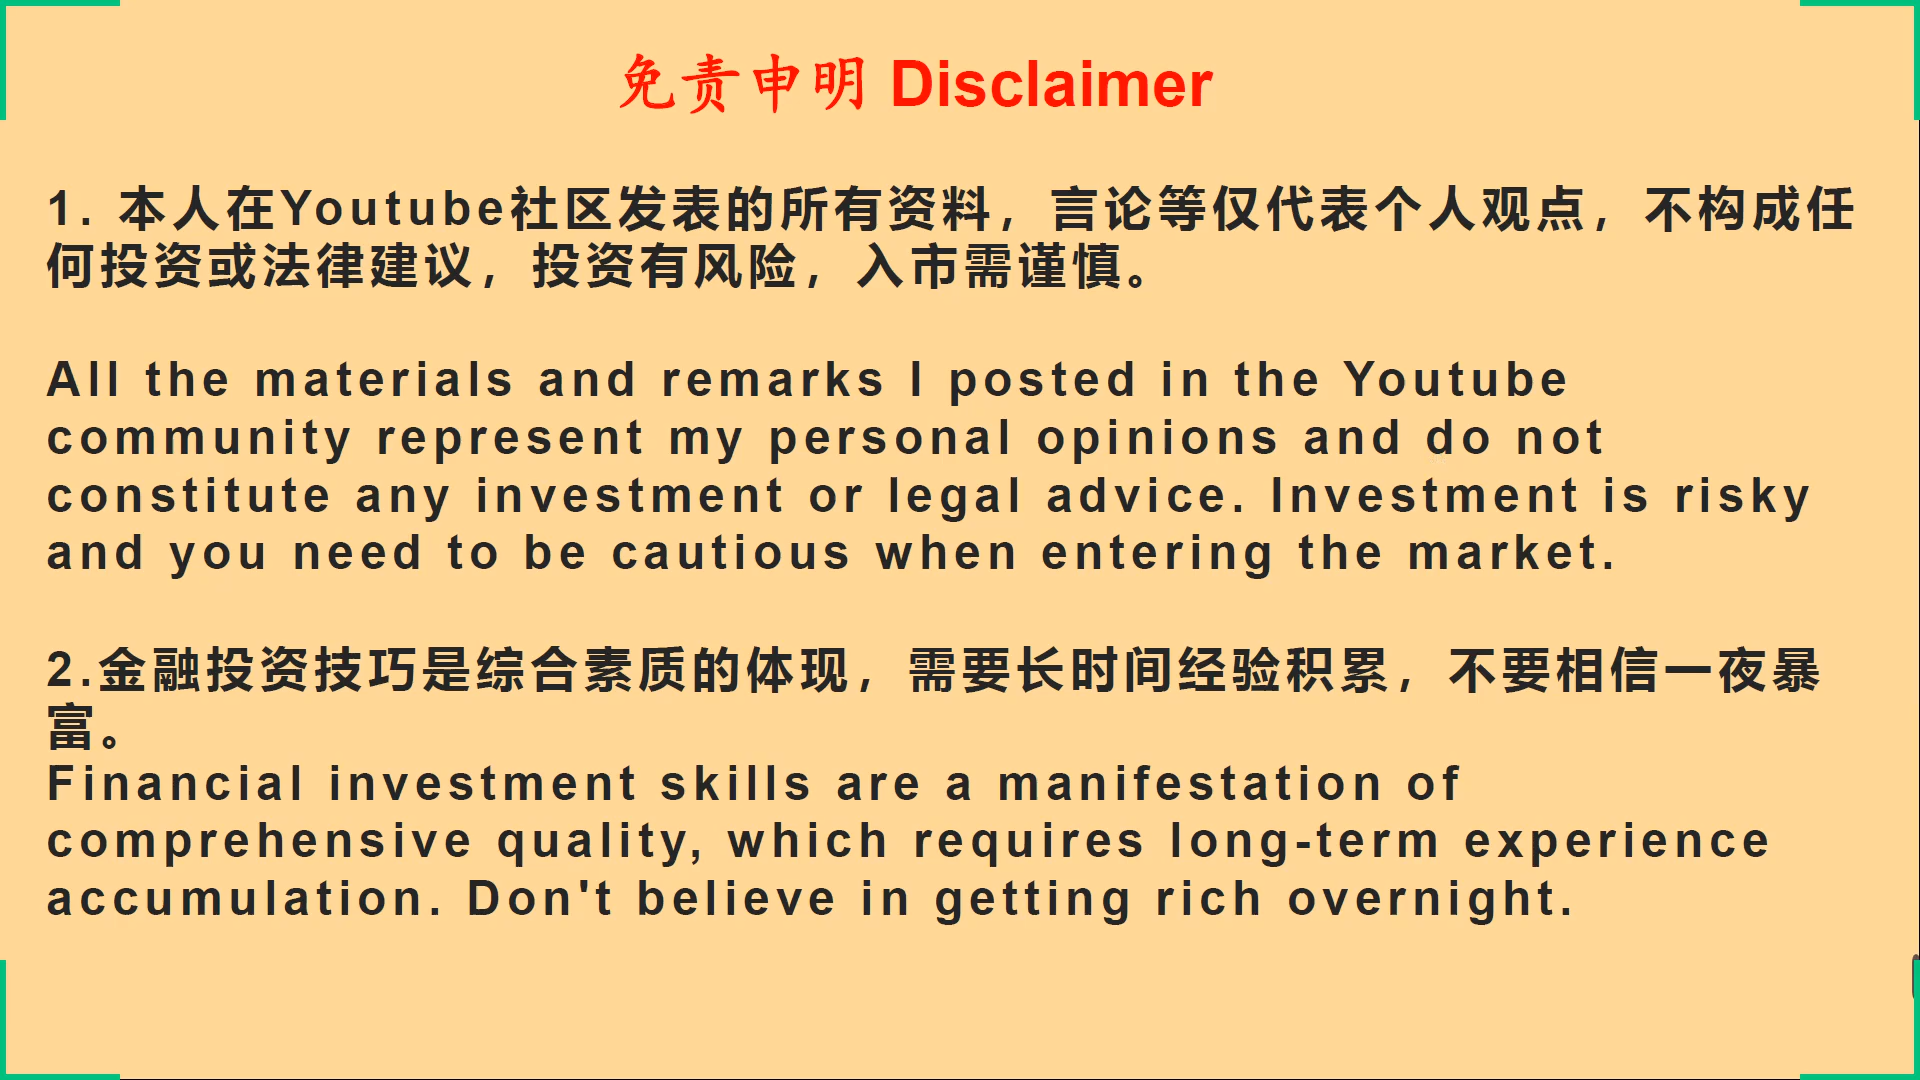 免责申明 Disclaimer
1. 本人在Youtube社区发表的所有资料，言论等仅代表个人观点，不构成任
何投资或法律建议，投资有风险，入市需谨慎。
All the materials and remarks I posted in the Youtube
community represent my personal opinions and do not
constitute any investment or legal advice. Investment is risky
and you need to be cautious when entering the market.
2.金融投资技巧是综合素质的体现，需要长时间经验积累，不要相信一夜暴
富。
Financial investment skills are a manifestation of
comprehensive quality, which requires long-term experience
accumulation. Don't believe in getting rich overnight.